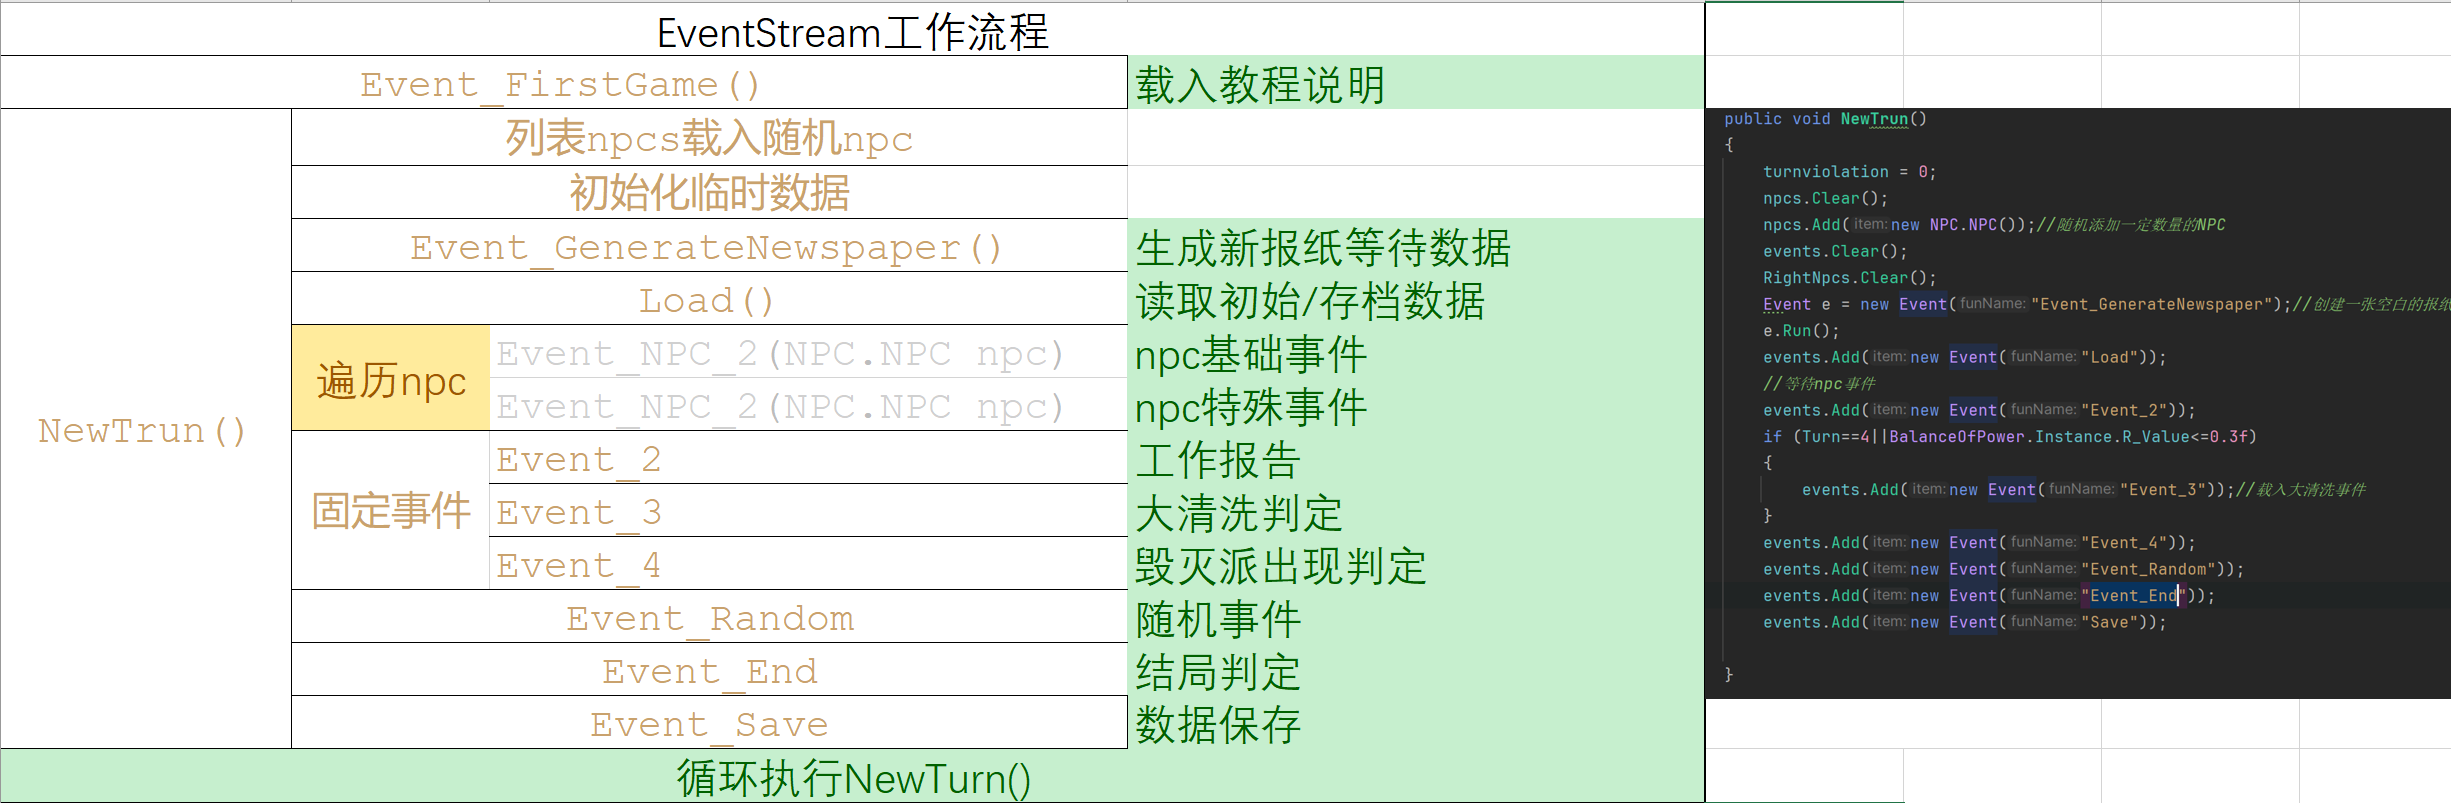 EventStream工作流程
Event_FirstGame()
载入教程说明
NewTrun()
列表npcs载入随机npc
初始化临时数据
Event_GenerateNewspaper()
生成新报纸等待数据
Load()
读取初始/存档数据
遍历npc
Event_NPC_2(NPC.NPC npc)
npc基础事件
Event_NPC_2(NPC.NPC npc)
npc特殊事件
固定事件
Event_2
工作报告
Event_3
大清洗判定
Event_4
毁灭派出现判定
Event_Random
随机事件
Event_End
结局判定
Event_Save
数据保存
循环执行NewTurn()
public void NewTrun()
{
turnviolation = 0;
npcs.Clear();
npcs.Add(item:new NPC.NPC());//随机添加一定数量的NPC
events.Clear();
RightNpcs.Clear();
Event e = new Event(funName:"Event_GenerateNewspaper");//创建一张空白的报纸
e.Run();
events.Add(item:new Event(funName:"Load"));
//等待npc事件
events.Add(item:new Event(funName:"Event_2"));
if (Turn==4||BalanceOfPower.Instance.R_Value<=0.3f)
{
events.Add(item:new Event(funName:"Event_3"));//载入大清洗事件
}
events.Add(item:new Event(funName:"Event_4"));
events.Add(item:new Event(funName:"Event_Random"));
events.Add(item:new Event(funName:"Event_End"));
events.Add(item:new Event(funName:"Save"));
}